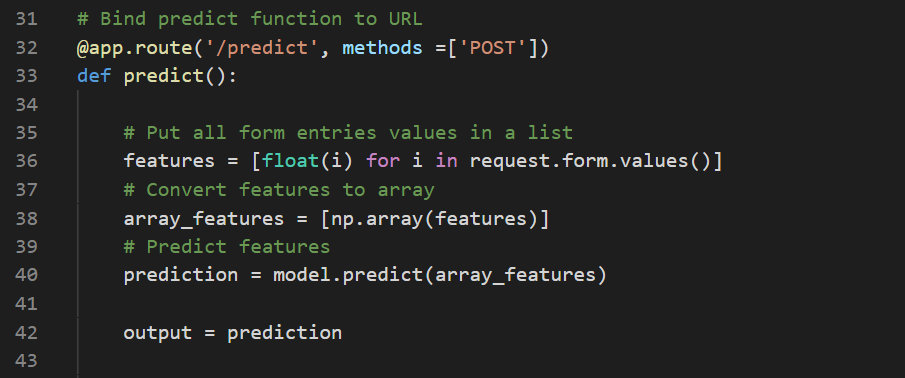 31 # Bind predict function to URL
32 @app.route('/predict', methods =['POST'])
33 def predict():
34
35     # Put all form entries values in a list
36     features = [float(i) for i in request.form.values()]
37     # Convert features to array
38     array_features = [np.array(features)]
39     # Predict features
40     prediction = model.predict(array_features)
41
42     output = prediction
43